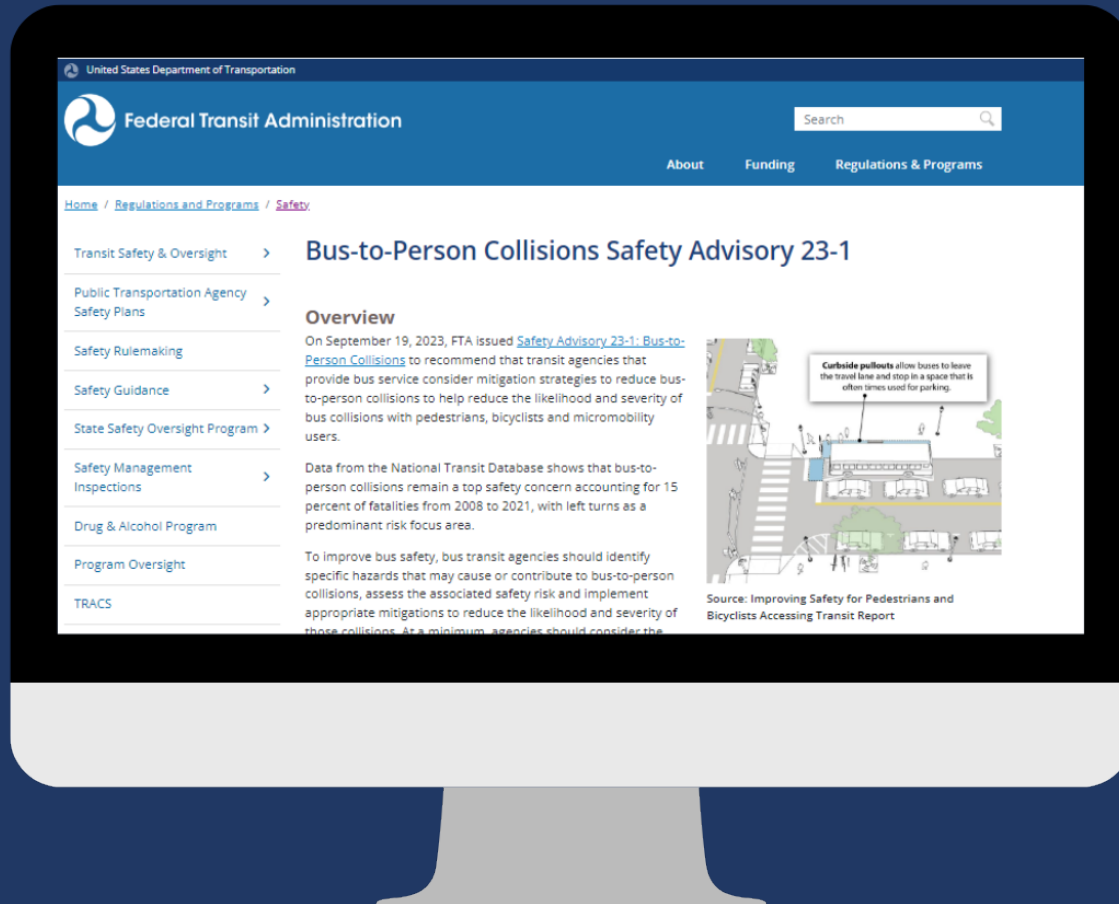 United States Department of Transportation
Federal Transit Administration
Search
About Funding Regulations & Programs
Home / Regulations and Programs / Safety
Transit Safety & Oversight
Public Transportation Agency
Safety Plans
Safety Rulemaking
Safety Guidance
State Safety Oversight Program
Safety Management
Inspections
Drug & Alcohol Program
Program Oversight
TRACS
Bus-to-Person Collisions Safety Advisory 23-1
Overview
On September 19, 2023, FTA issued Safety Advisory 23-1: Bus-to-
Person Collisions to recommend that transit agencies that
provide bus service consider mitigation strategies to reduce bus-
to-person collisions to help reduce the likelihood and severity of
bus collisions with pedestrians, bicyclists and micromobility
users.
Data from the National Transit Database shows that bus-to-
person collisions remain a top safety concern accounting for 15
percent of fatalities from 2008 to 2021, with left turns as a
predominant risk focus area.
To improve bus safety, bus transit agencies should identify
specific hazards that may cause or contribute to bus-to-person
collisions, assess the associated safety risk and implement
appropriate mitigations to reduce the likelihood and severity of
those collisions. At a minimum, agencies should consider the
Curbside pullouts allow buses to leave
the travel lane and stop in a space that is
often times used for parking.
Source: Improving Safety for Pedestrians and
Bicyclists Accessing Transit Report